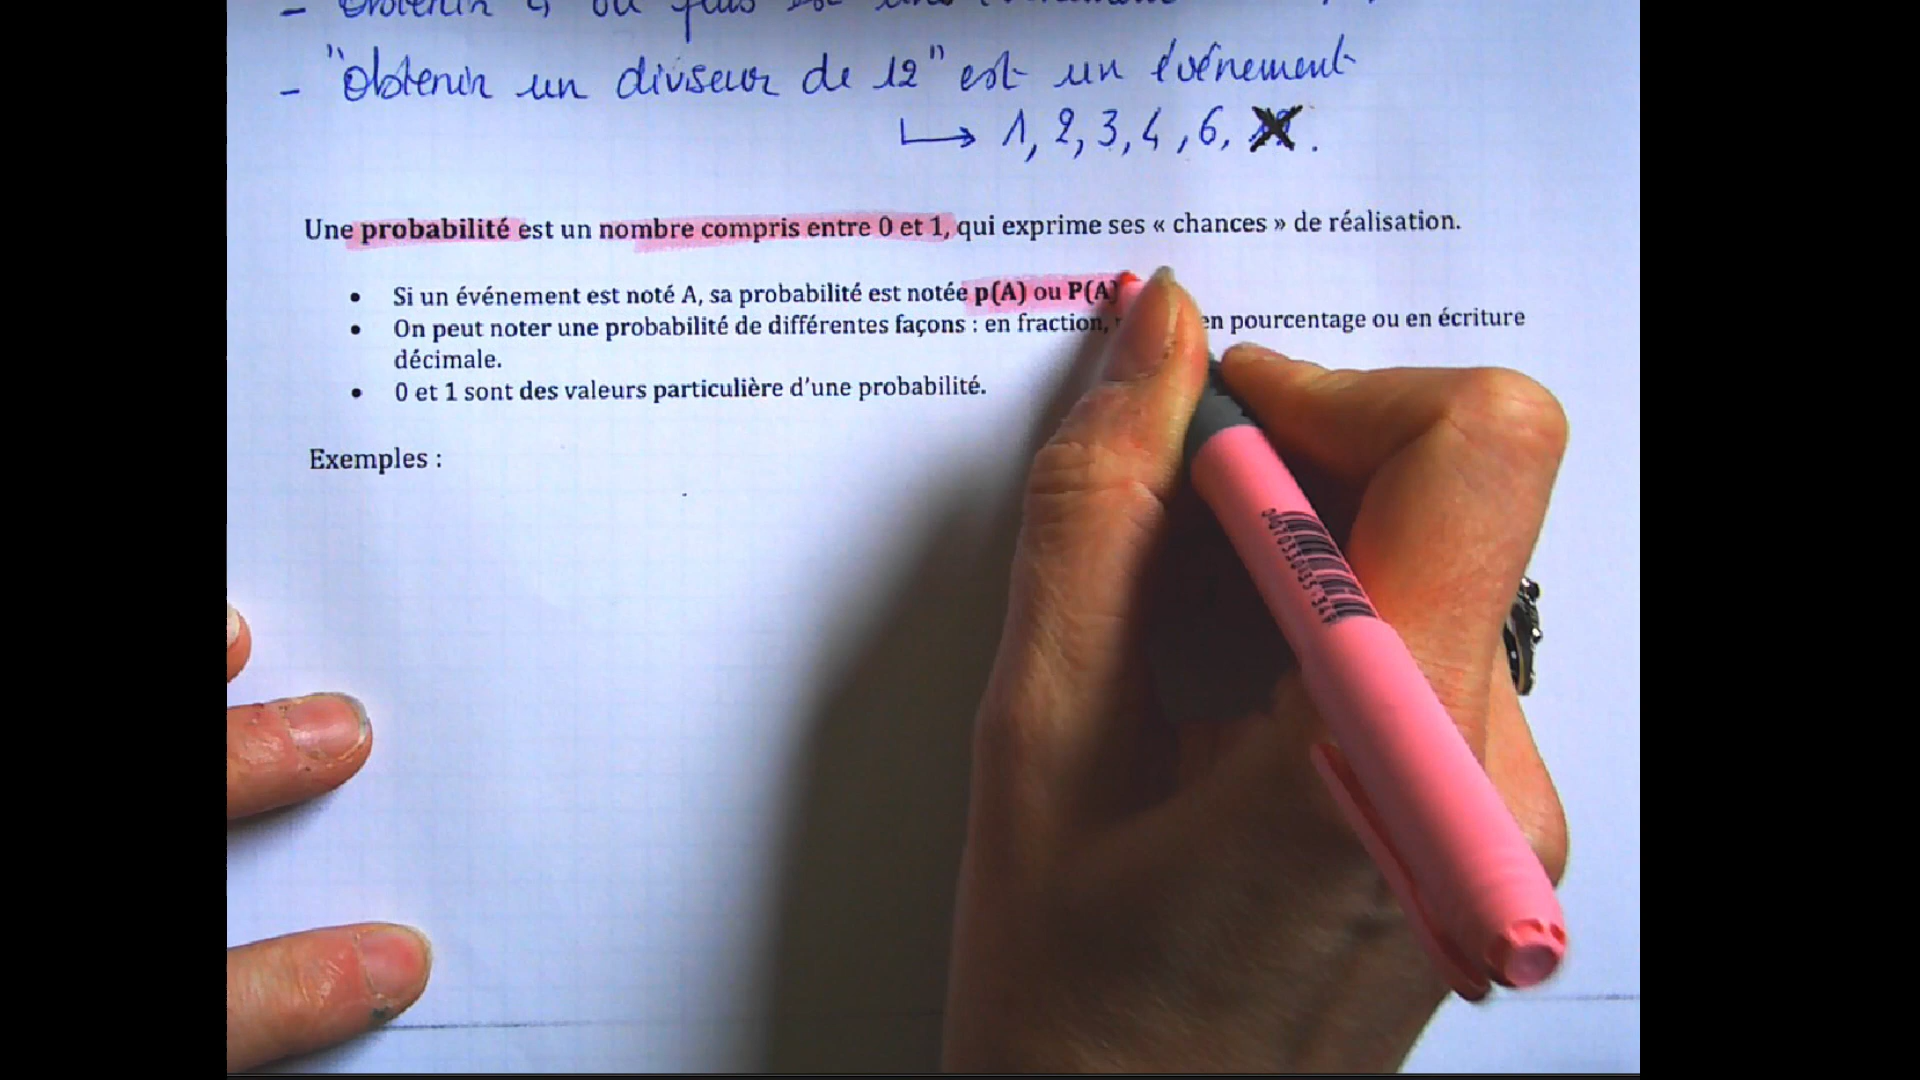 - "Obtenir un diviseur de 12" est un événement
↳ 1, 2, 3, 4, 6, .
Une probabilité est un nombre compris entre 0 et 1, qui exprime ses « chances » de réalisation.
• Si un événement est noté A, sa probabilité est notée p(A) ou P(A)
• On peut noter une probabilité de différentes façons : en fraction, en pourcentage ou en écriture
décimale.
• 0 et 1 sont des valeurs particulière d'une probabilité.
Exemples :